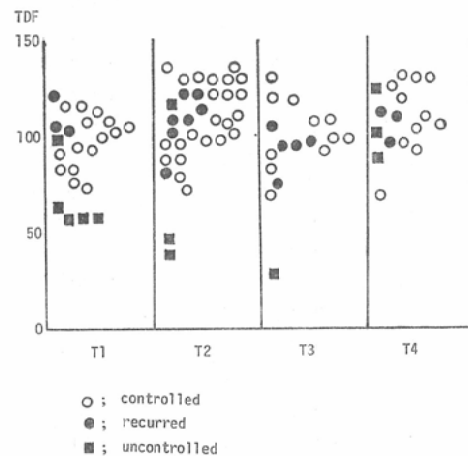 TDF
150
100
50
0
T1 T2 T3 T4
○ ; controlled
● ; recurred
■ ; uncontrolled